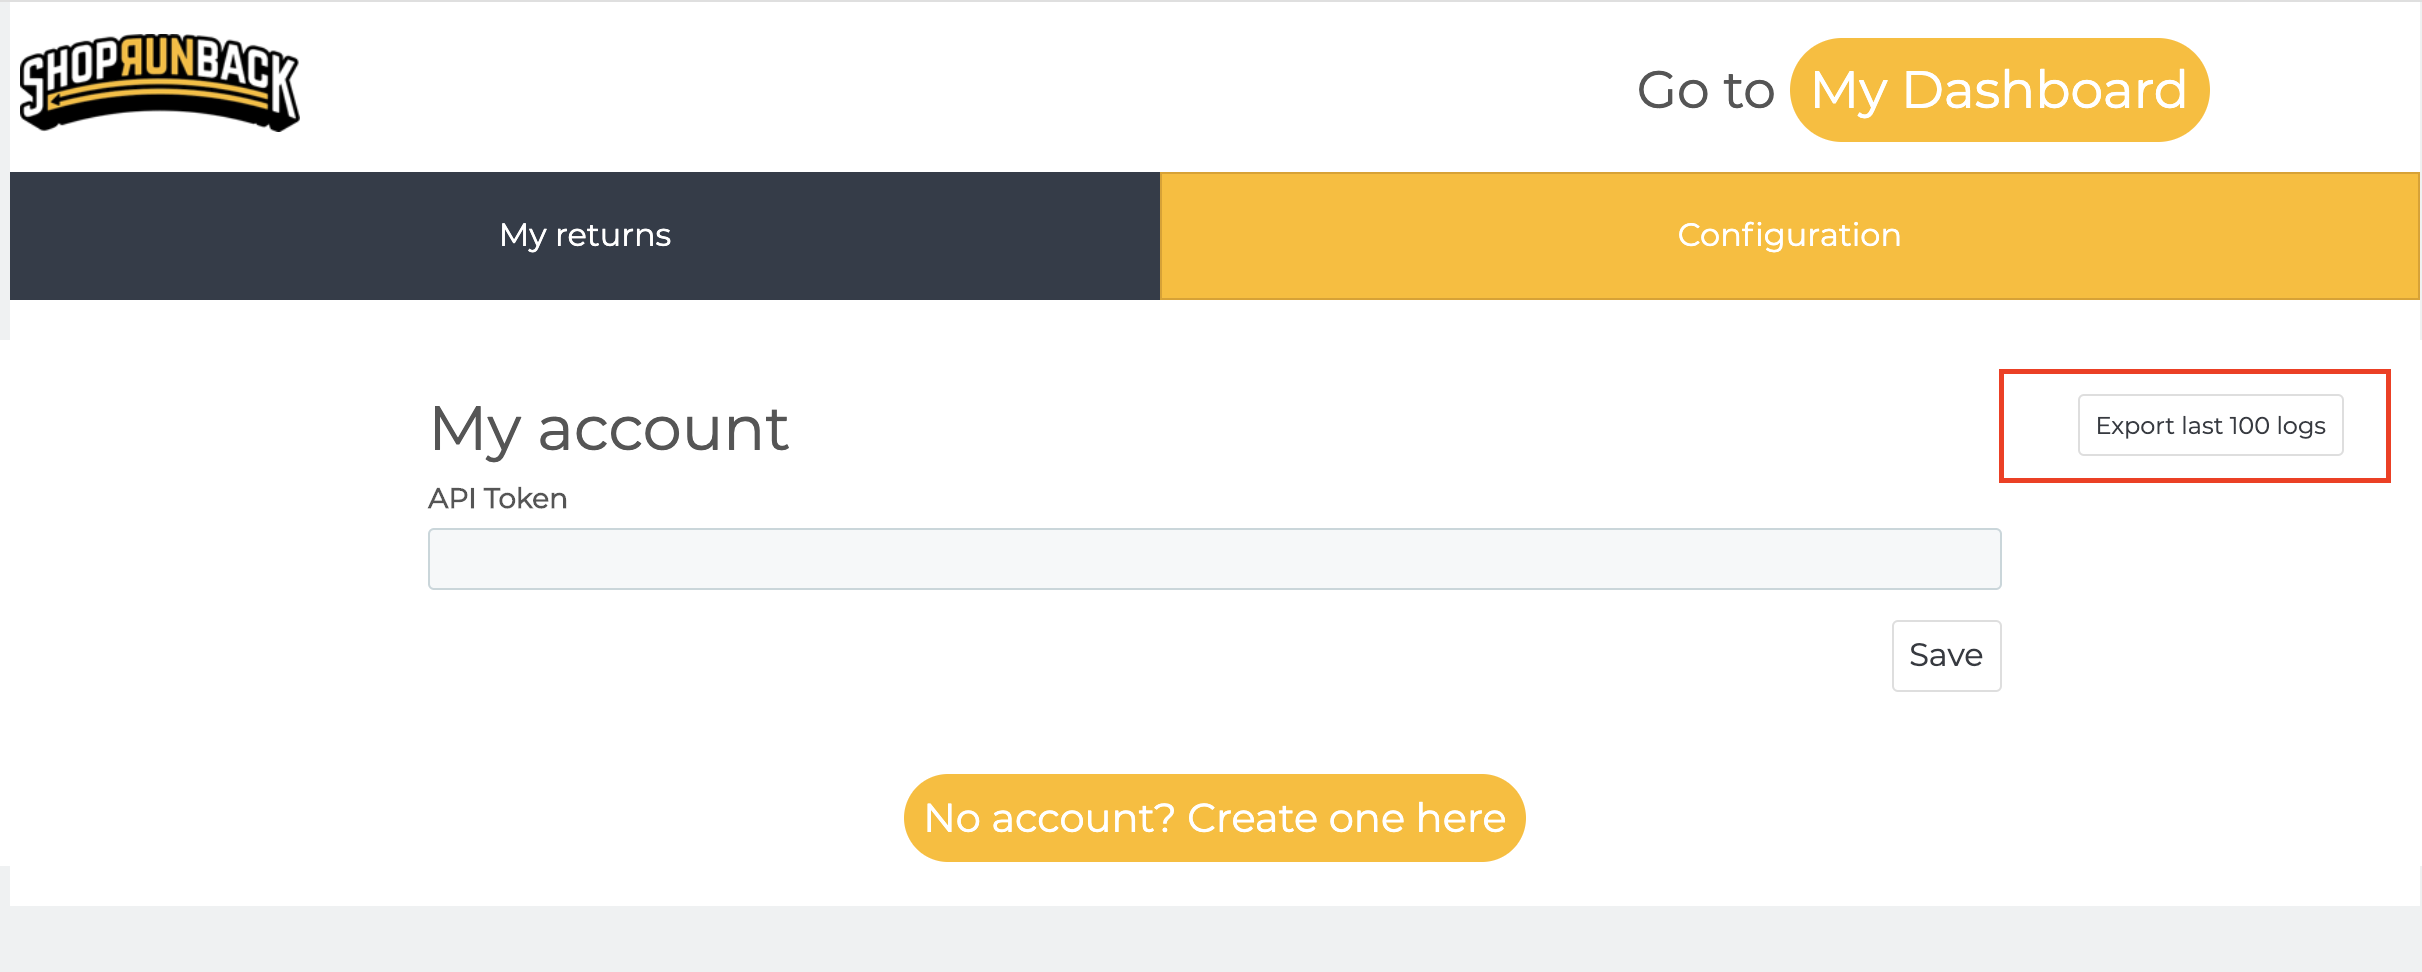 SHOPRUNBACK
Go to My Dashboard
My returns
Configuration
My account
Export last 100 logs
API Token
Save
No account? Create one here